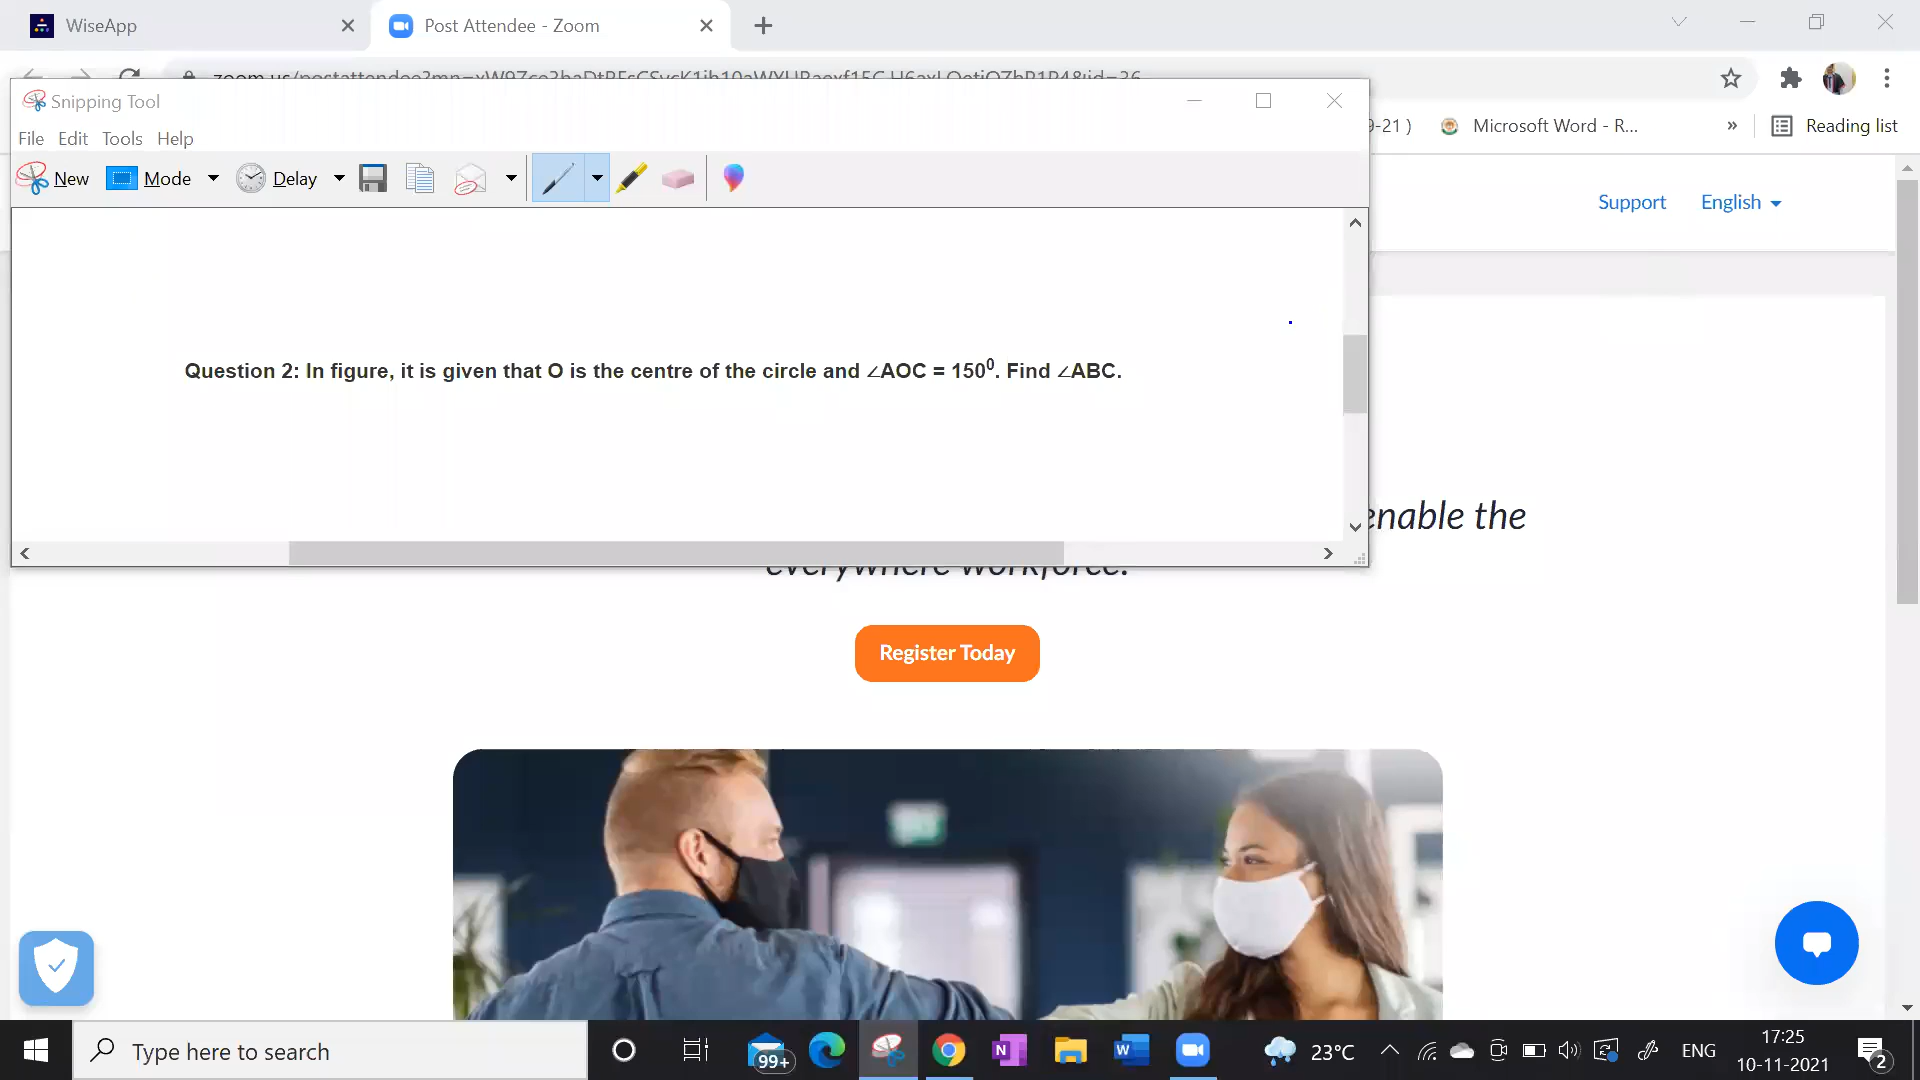 WiseApp
Post Attendee - Zoom
Snipping Tool
File Edit Tools Help
9-21 )
Microsoft Word - R...
»
Reading list
New Mode Delay
Support
English
Question 2: In figure, it is given that O is the centre of the circle and ∠AOC = 150⁰. Find ∠ABC.
enable the
everywhere workforce.
Register Today
Type here to search
99+
23°C
ENG
17:25
10-11-2021
2